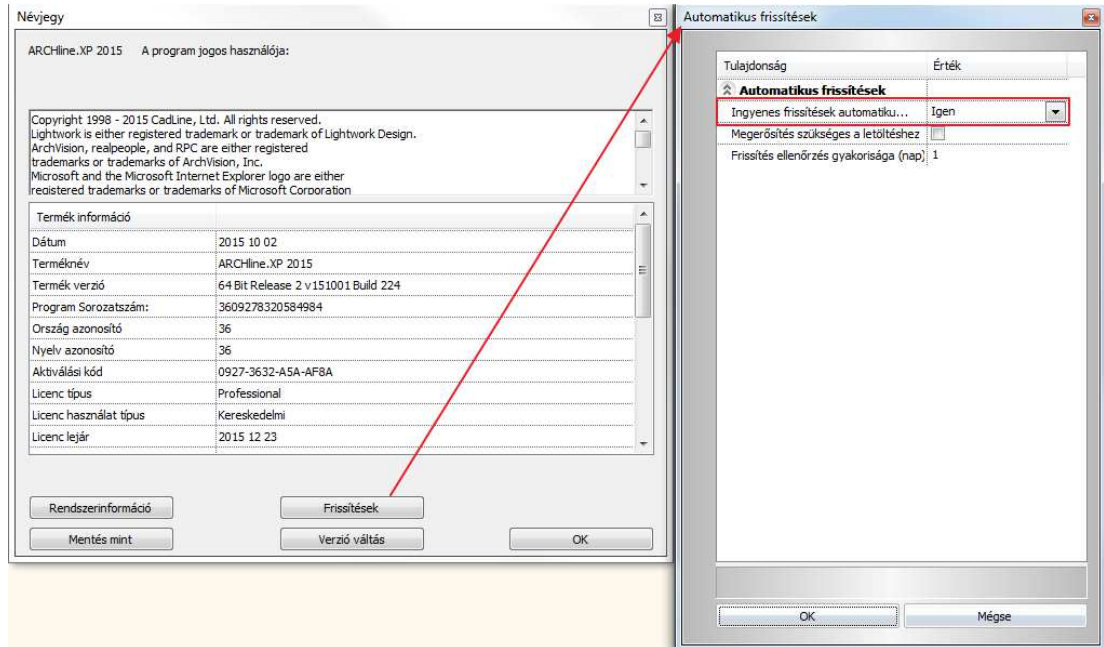 Névjegy
ARCHline.XP 2015 A program jogos használója:
Copyright 1998 - 2015 CadLine, Ltd. All rights reserved.
Lightwork is either registered trademark or trademark of Lightwork Design.
ArchVision, realpeople, and RPC are either registered
trademarks or trademarks of ArchVision, Inc.
Microsoft and the Microsoft Internet Explorer logo are either
registered trademarks or trademarks of Microsoft Corporation
Termék információ
Dátum 2015 10 02
Terméknév ARCHline.XP 2015
Termék verzió 64 Bit Release 2 v151001 Build 224
Program Sorozatszám: 3609278320584984
Ország azonosító 36
Nyelv azonosító 36
Aktiválási kód 0927-3632-A5A-AF8A
Licenc típus Professional
Licenc használat típus Kereskedelmi
Licenc lejár 2015 12 23
Rendszerinformáció Frissítések
Mentés mint Verzió váltás OK
Automatikus frissítések
Tulajdonság Érték
Automatikus frissítések
Ingyenes frissítések automatiku... Igen
Megerősítés szükséges a letöltéshez
Frissítés ellenőrzés gyakorisága (nap) 1
OK Mégse